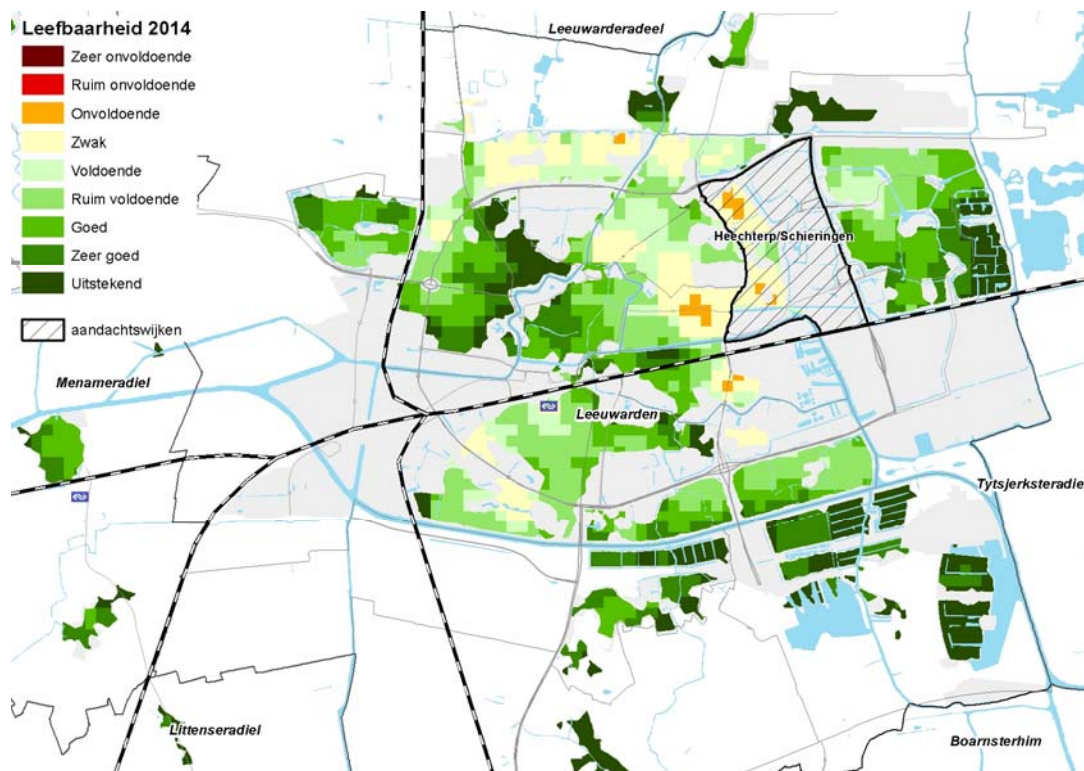 Leefbaarheid 2014
Zeer onvoldoende
Ruim onvoldoende
Onvoldoende
Zwak
Voldoende
Ruim voldoende
Goed
Zeer goed
Uitstekend
aandachtswijken
Leeuwarderadeel
Heechterp/Schieringen
Menameradiel
Leeuwarden
Tytsjerksteradie
Littenseradiel
Boarnsterhim